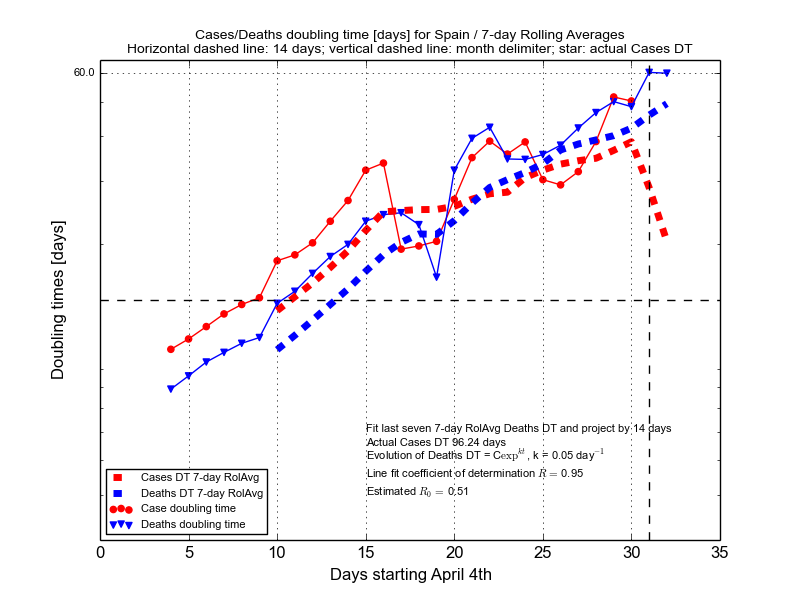 Cases/Deaths doubling time [days] for Spain / 7-day Rolling Averages
Horizontal dashed line: 14 days; vertical dashed line: month delimiter; star: actual Cases DT
60.0
Doubling times [days]
Fit last seven 7-day RolAvg Deaths DT and project by 14 days
Actual Cases DT 96.24 days
Evolution of Deaths DT = Cexp^{kt}, k = 0.05 day^{-1}
Line fit coefficient of determination R = 0.95
Estimated R_0 = 0.51
Cases DT 7-day RolAvg
Deaths DT 7-day RolAvg
Case doubling time
Deaths doubling time
0 5 10 15 20 25 30 35
Days starting April 4th